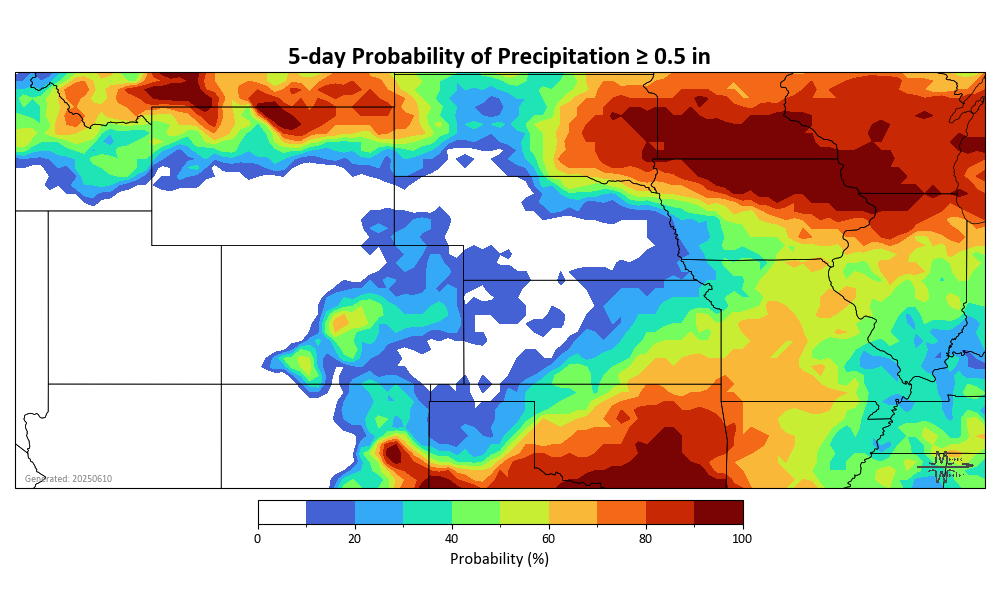 5-day Probability of Precipitation ≥ 0.5 in
Generated: 20250610
0 20 40 60 80 100
Probability (%)